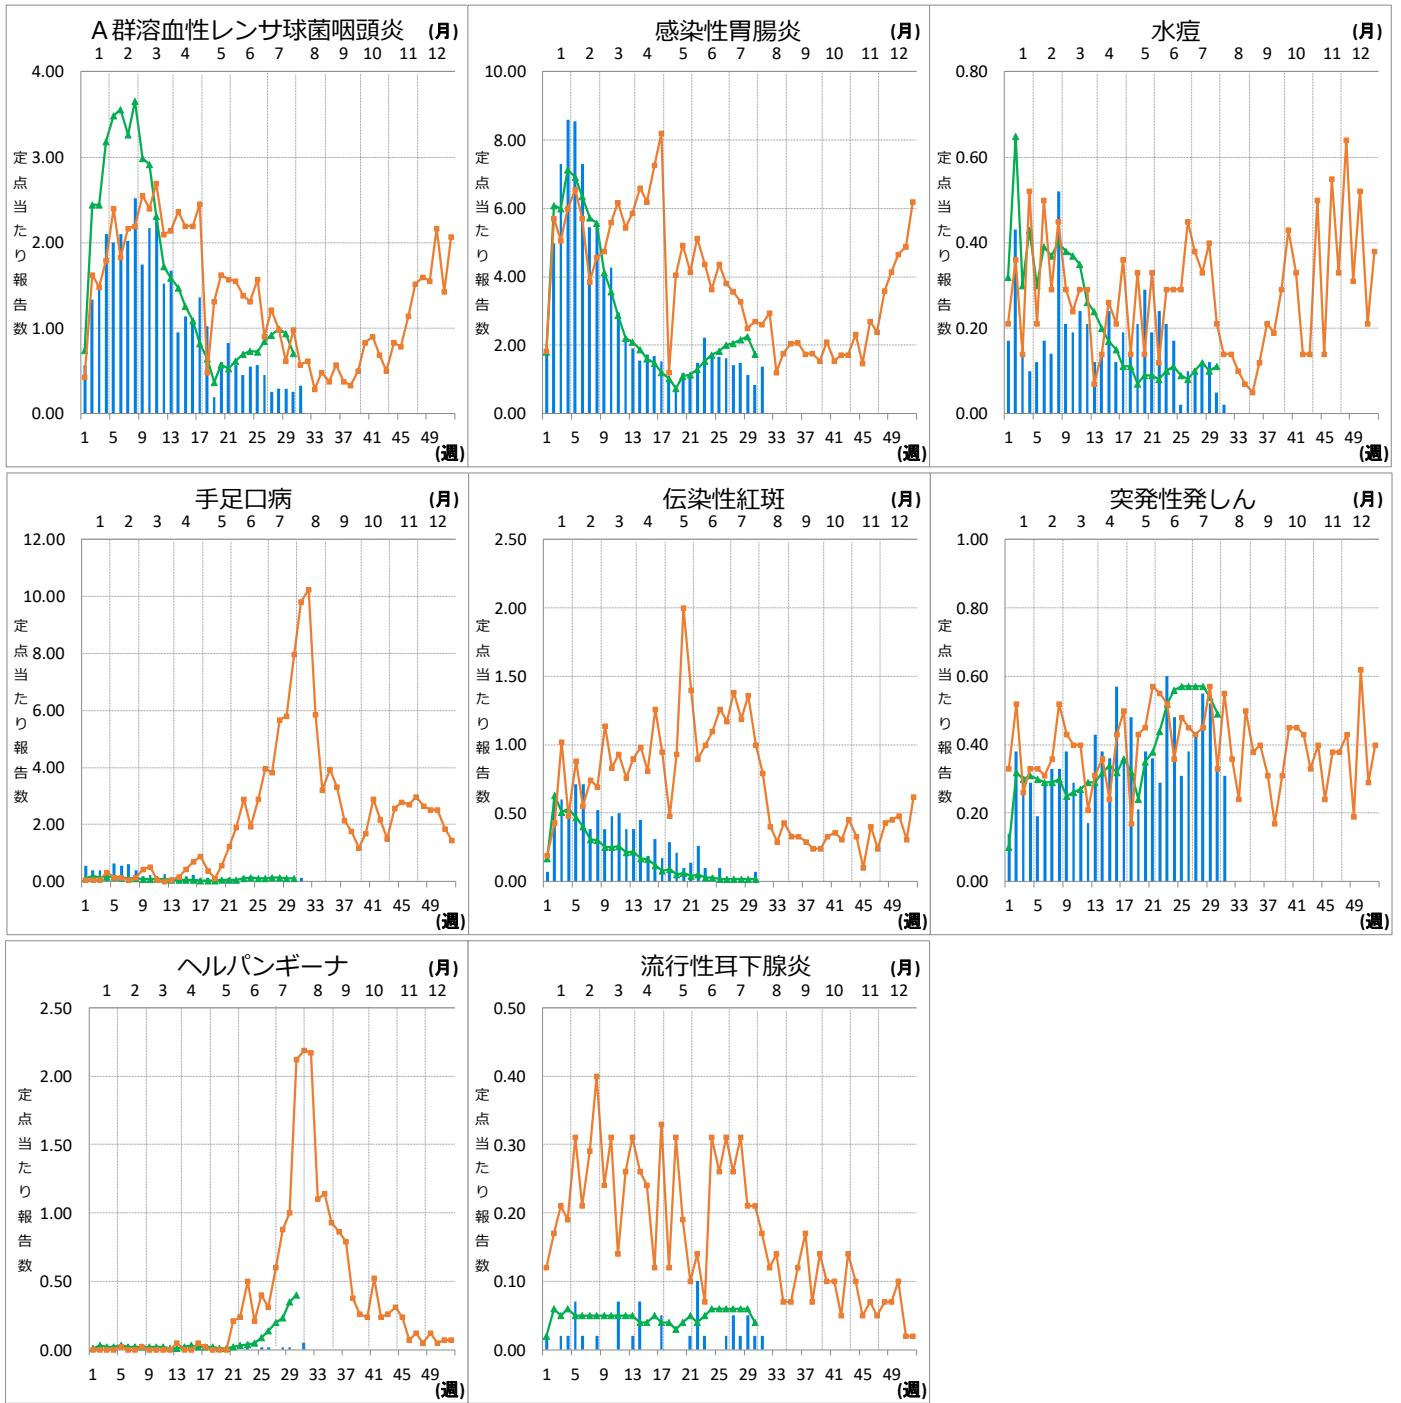 A群溶血性レンサ球菌咽頭炎 (月)
1 2 3 4 5 6 7 8 9 10 11 12
4.00
3.00
2.00
1.00
0.00
定点当たり報告数
1 5 9 13 17 21 25 29 33 37 41 45 49
(週)
感染性胃腸炎 (月)
1 2 3 4 5 6 7 8 9 10 11 12
10.00
8.00
6.00
4.00
2.00
0.00
定点当たり報告数
1 5 9 13 17 21 25 29 33 37 41 45 49
(週)
水痘 (月)
1 2 3 4 5 6 7 8 9 10 11 12
0.80
0.60
0.40
0.20
0.00
定点当たり報告数
1 5 9 13 17 21 25 29 33 37 41 45 49
(週)
手足口病 (月)
1 2 3 4 5 6 7 8 9 10 11 12
12.00
10.00
8.00
6.00
4.00
2.00
0.00
定点当たり報告数
1 5 9 13 17 21 25 29 33 37 41 45 49
(週)
伝染性紅斑 (月)
1 2 3 4 5 6 7 8 9 10 11 12
2.50
2.00
1.50
1.00
0.50
0.00
定点当たり報告数
1 5 9 13 17 21 25 29 33 37 41 45 49
(週)
突発性発しん (月)
1 2 3 4 5 6 7 8 9 10 11 12
1.00
0.80
0.60
0.40
0.20
0.00
定点当たり報告数
1 5 9 13 17 21 25 29 33 37 41 45 49
(週)
ヘルパンギーナ (月)
1 2 3 4 5 6 7 8 9 10 11 12
2.50
2.00
1.50
1.00
0.50
0.00
定点当たり報告数
1 5 9 13 17 21 25 29 33 37 41 45 49
(週)
流行性耳下腺炎 (月)
1 2 3 4 5 6 7 8 9 10 11 12
0.50
0.40
0.30
0.20
0.10
0.00
定点当たり報告数
1 5 9 13 17 21 25 29 33 37 41 45 49
(週)